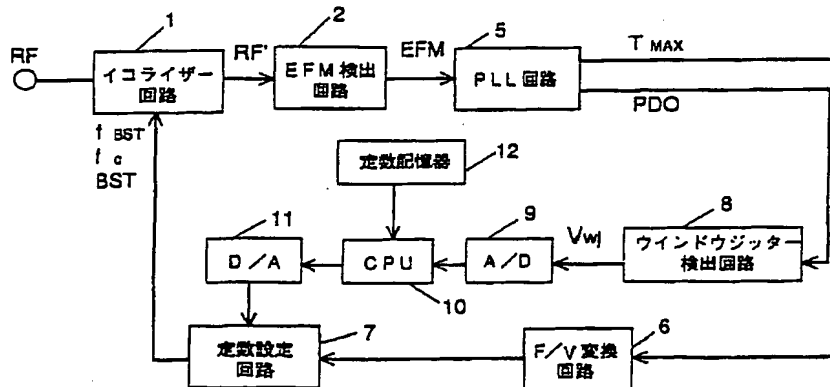 1
RF
イコライザー
回路
RF'
2
EFM検出
回路
EFM
5
PLL回路
T MAX
PDO
f BST
f c
BST
12
定数記憶器
11
D/A
CPU
10
9
A/D
Vwj
8
ウインドウジッター
検出回路
7
定数設定
回路
6
F/V変換
回路